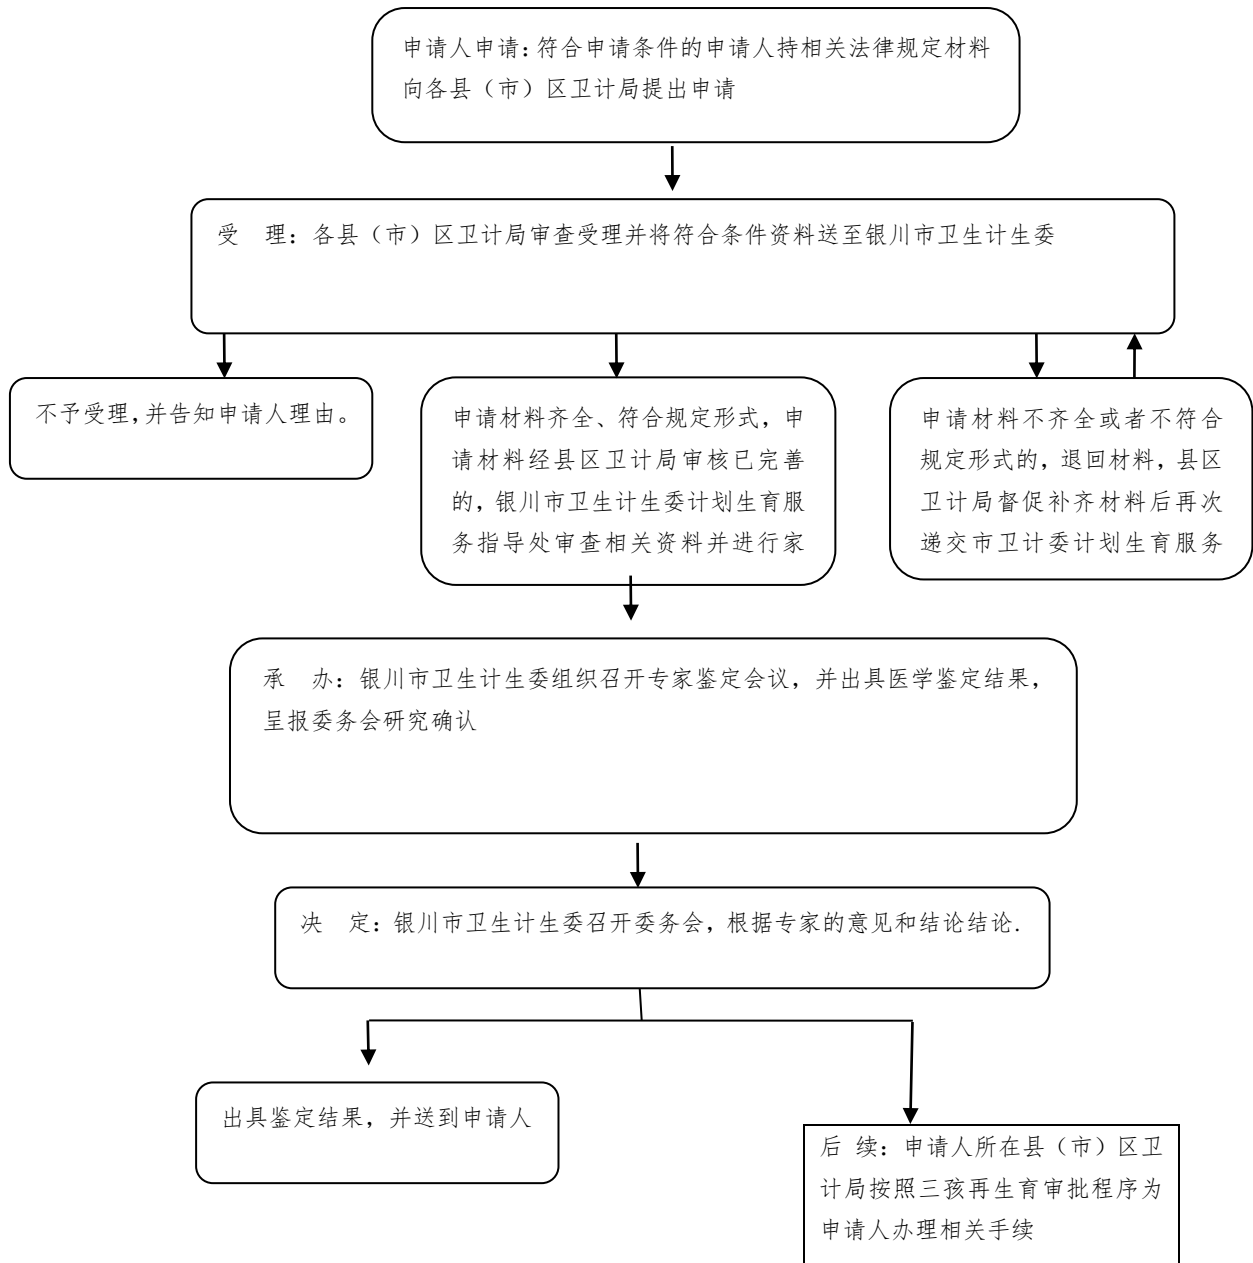 申请人申请：符合申请条件的申请人持相关法律规定材料
向各县（市）区卫计局提出申请
受　理：各县（市）区卫计局审查受理并将符合条件资料送至银川市卫生计生委
不予受理，并告知申请人理由。
申请材料齐全、符合规定形式，申
请材料经县区卫计局审核已完善
的，银川市卫生计生委计划生育服
务指导处审查相关资料并进行家
申请材料不齐全或者不符合
规定形式的，退回材料，县区
卫计局督促补齐材料后再次
递交市卫计委计划生育服务
承　办：银川市卫生计生委组织召开专家鉴定会议，并出具医学鉴定结果，
呈报委务会研究确认
决　定：银川市卫生计生委召开委务会，根据专家的意见和结论结论.
出具鉴定结果，并送到申请人
后 续：申请人所在县（市）区卫
计局按照三孩再生育审批程序为
申请人办理相关手续